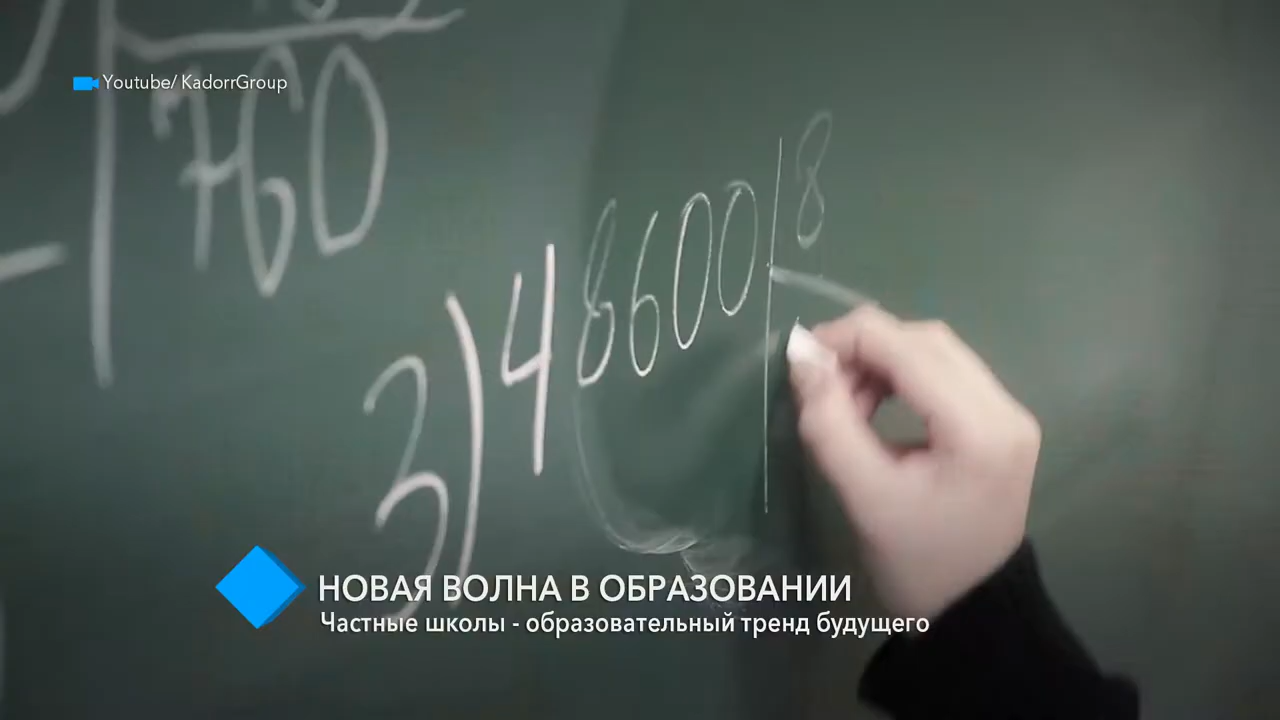 Youtube/ KadorrGroup
760
3) 48600 8
НОВАЯ ВОЛНА В ОБРАЗОВАНИИ
Частные школы - образовательный тренд будущего